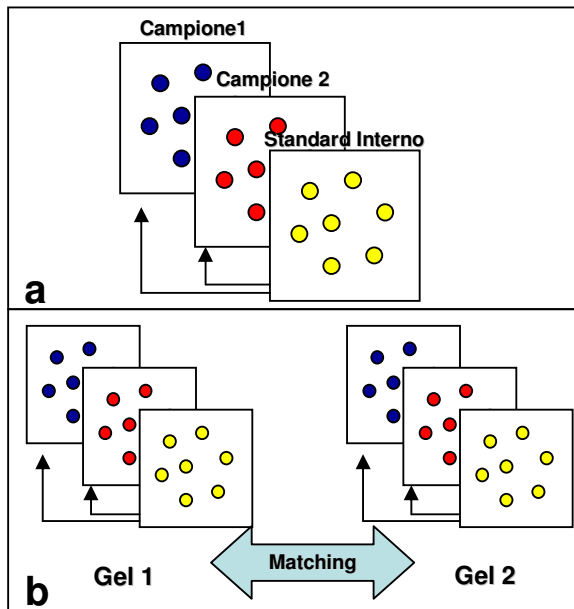 Campione1
Campione 2
Standard Interno
a
Matching
Gel 1
Gel 2
b